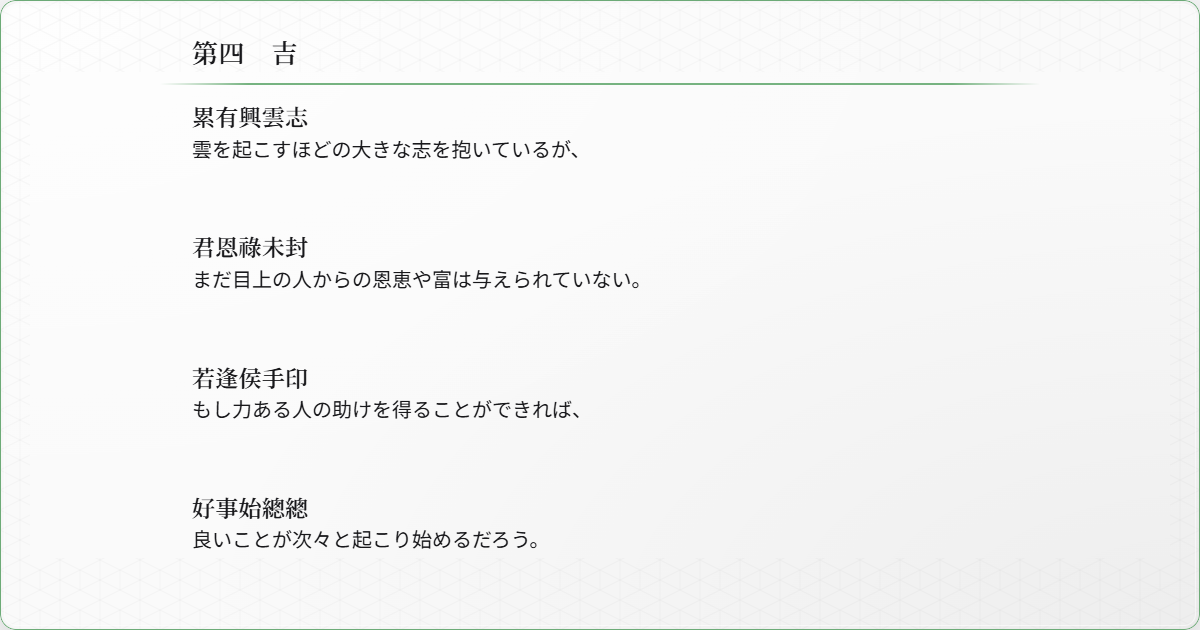 第四　吉
累有興雲志
雲を起こすほどの大きな志を抱いているが、
君恩祿未封
まだ目上の人からの恩恵や富は与えられていない。
若逢侯手印
もし力ある人の助けを得ることができれば、
好事始總總
良いことが次々と起こり始めるだろう。